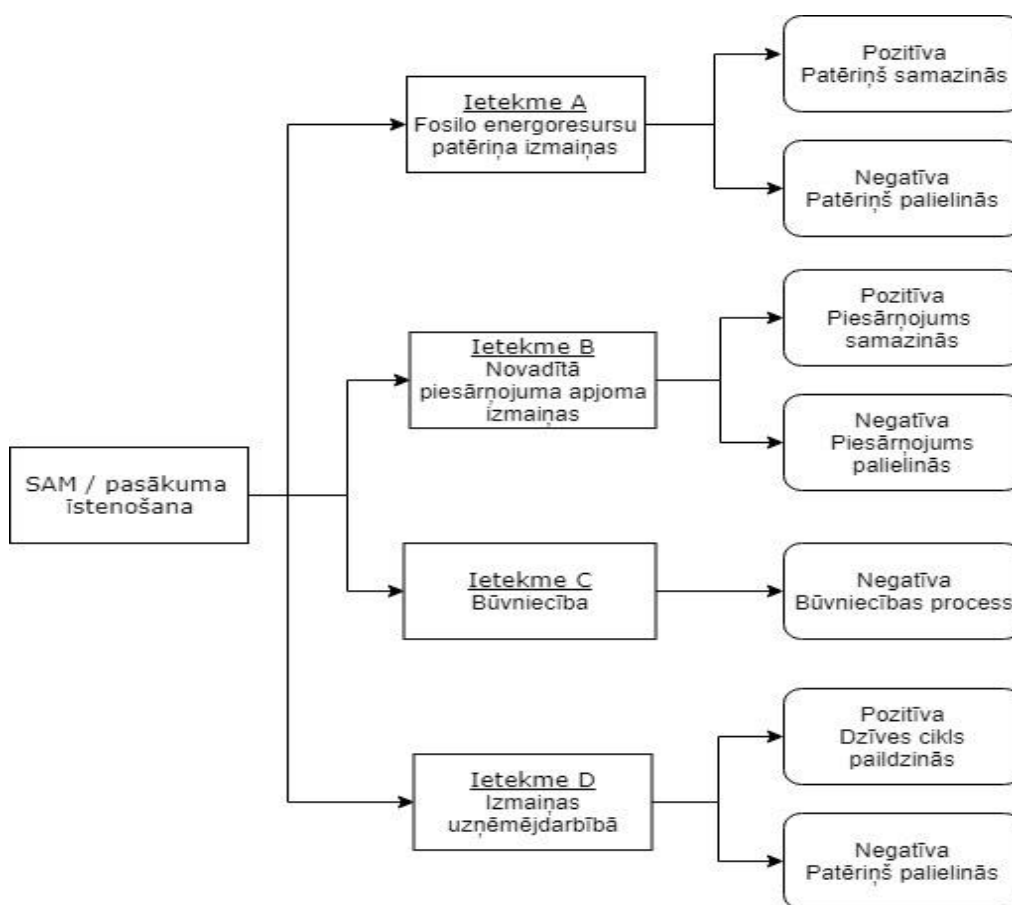 Pozitīva
Patēriņš samazinās
Ietekme A
Fosilo energoresursu
patēriņa izmaiņas
Negatīva
Patēriņš palielinās
Pozitīva
Piesārņojums
samazinās
Ietekme B
Novadītā
piesārņojuma apjoma
izmaiņas
Negatīva
Piesārņojums
palielinās
SAM / pasākuma
īstenošana
Ietekme C
Būvniecība
Negatīva
Būvniecības process
Pozitīva
Dzīves cikls
paildzinās
Ietekme D
Izmaiņas
uzņēmējdarbībā
Negatīva
Patēriņš palielinās